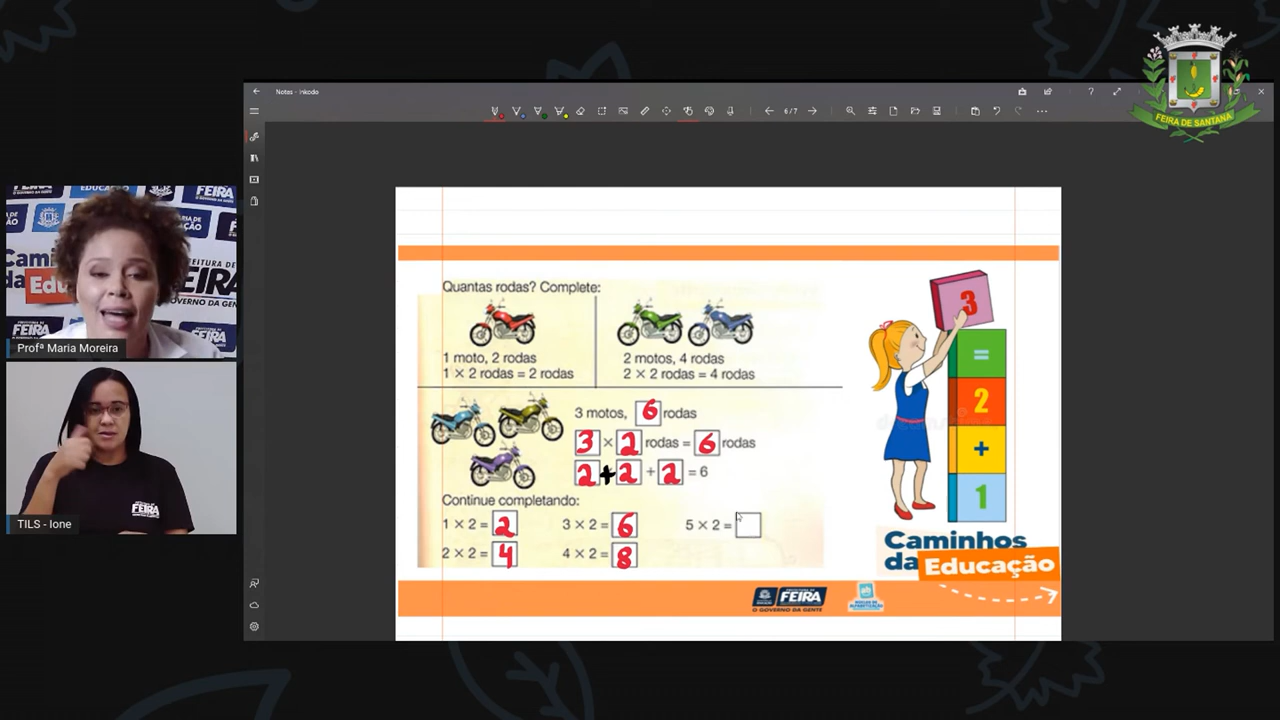 Notas - Inkodo
6/7
FEIRA DE SANTANA
Profª Maria Moreira
TILS - Ione
FEIRA
Quantas rodas? Complete:
1 moto, 2 rodas
1 × 2 rodas = 2 rodas
2 motos, 4 rodas
2 × 2 rodas = 4 rodas
3 motos, 6 rodas
3 × 2 rodas = 6 rodas
2 + 2 + 2 = 6
Continue completando:
1 × 2 = 2
3 × 2 = 6
5 × 2 =
2 × 2 = 4
4 × 2 = 8
3
=
2
+
1
Caminhos
da Educação
FEIRA
O GOVERNO DA GENTE